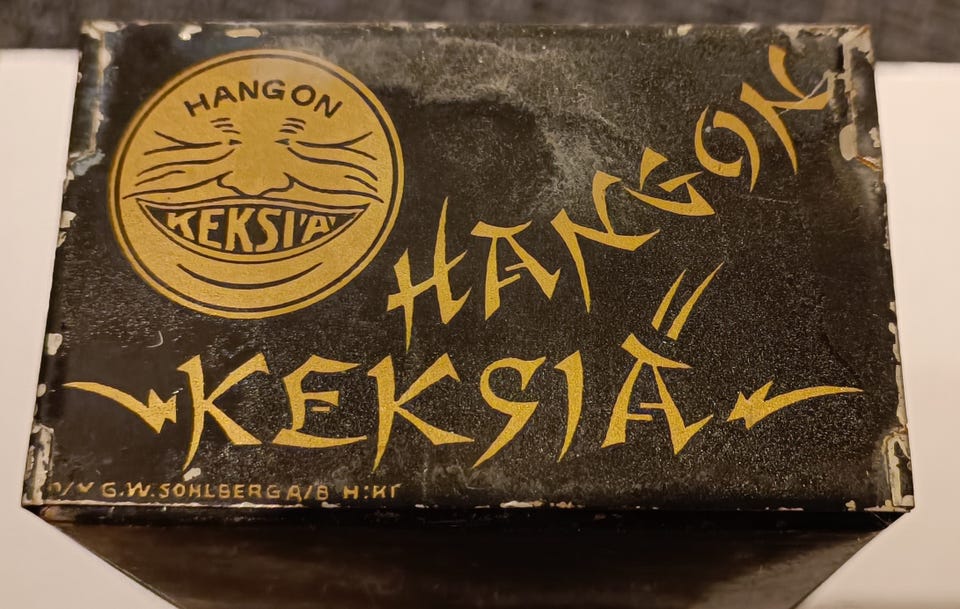 HANGON
KEKSIÄ
HANGON
KEKSIÄ
O/Y G.W. SOHLBERG A/B H:KI